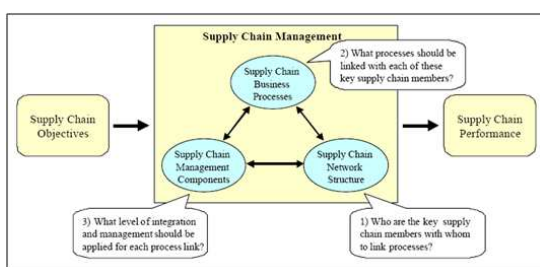 Supply Chain Management
2) What processes should be
linked with each of these
key supply chain members?
Supply Chain
Business
Processes
Supply Chain
Objectives
Supply Chain
Performance
Supply Chain
Management
Components
Supply Chain
Network
Structure
3) What level of integration
and management should be
applied for each process link?
1) Who are the key supply
chain members with whom
to link processes?